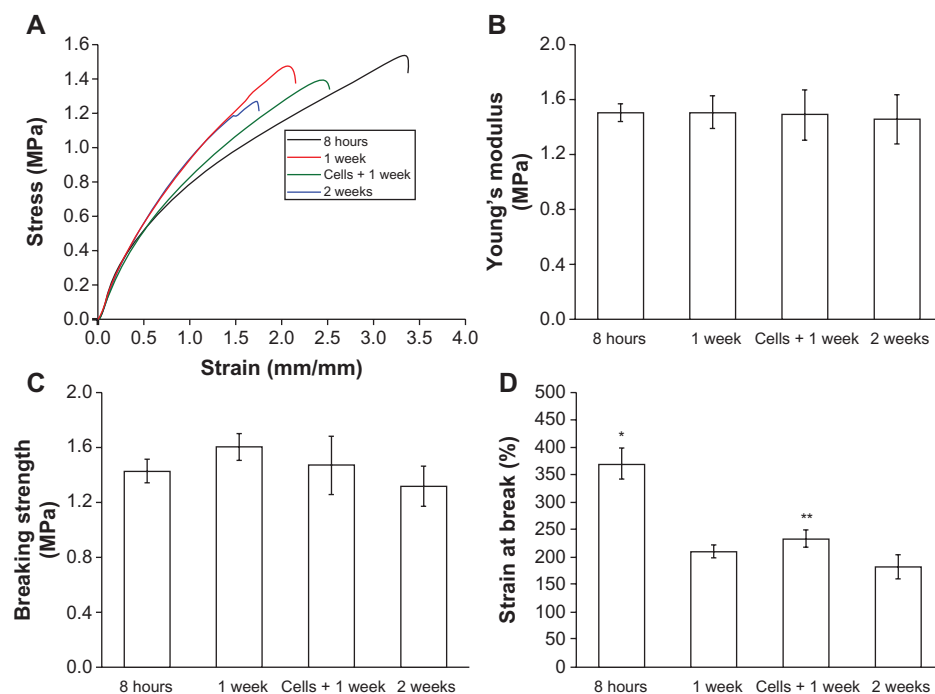 A
Stress (MPa)
1.6
1.4
1.2
1.0
0.8
0.6
0.4
0.2
0.0
0.0 0.5 1.0 1.5 2.0 2.5 3.0 3.5 4.0
Strain (mm/mm)
8 hours
1 week
Cells + 1 week
2 weeks
B
Young's modulus
(MPa)
2.0
1.6
1.2
0.8
0.4
0.0
8 hours 1 week Cells + 1 week 2 weeks
C
Breaking strength
(MPa)
2.0
1.6
1.2
0.8
0.4
0.0
8 hours 1 week Cells + 1 week 2 weeks
D
Strain at break (%)
500
450
400
350
300
250
200
150
100
50
0
*
**
8 hours 1 week Cells + 1 week 2 weeks